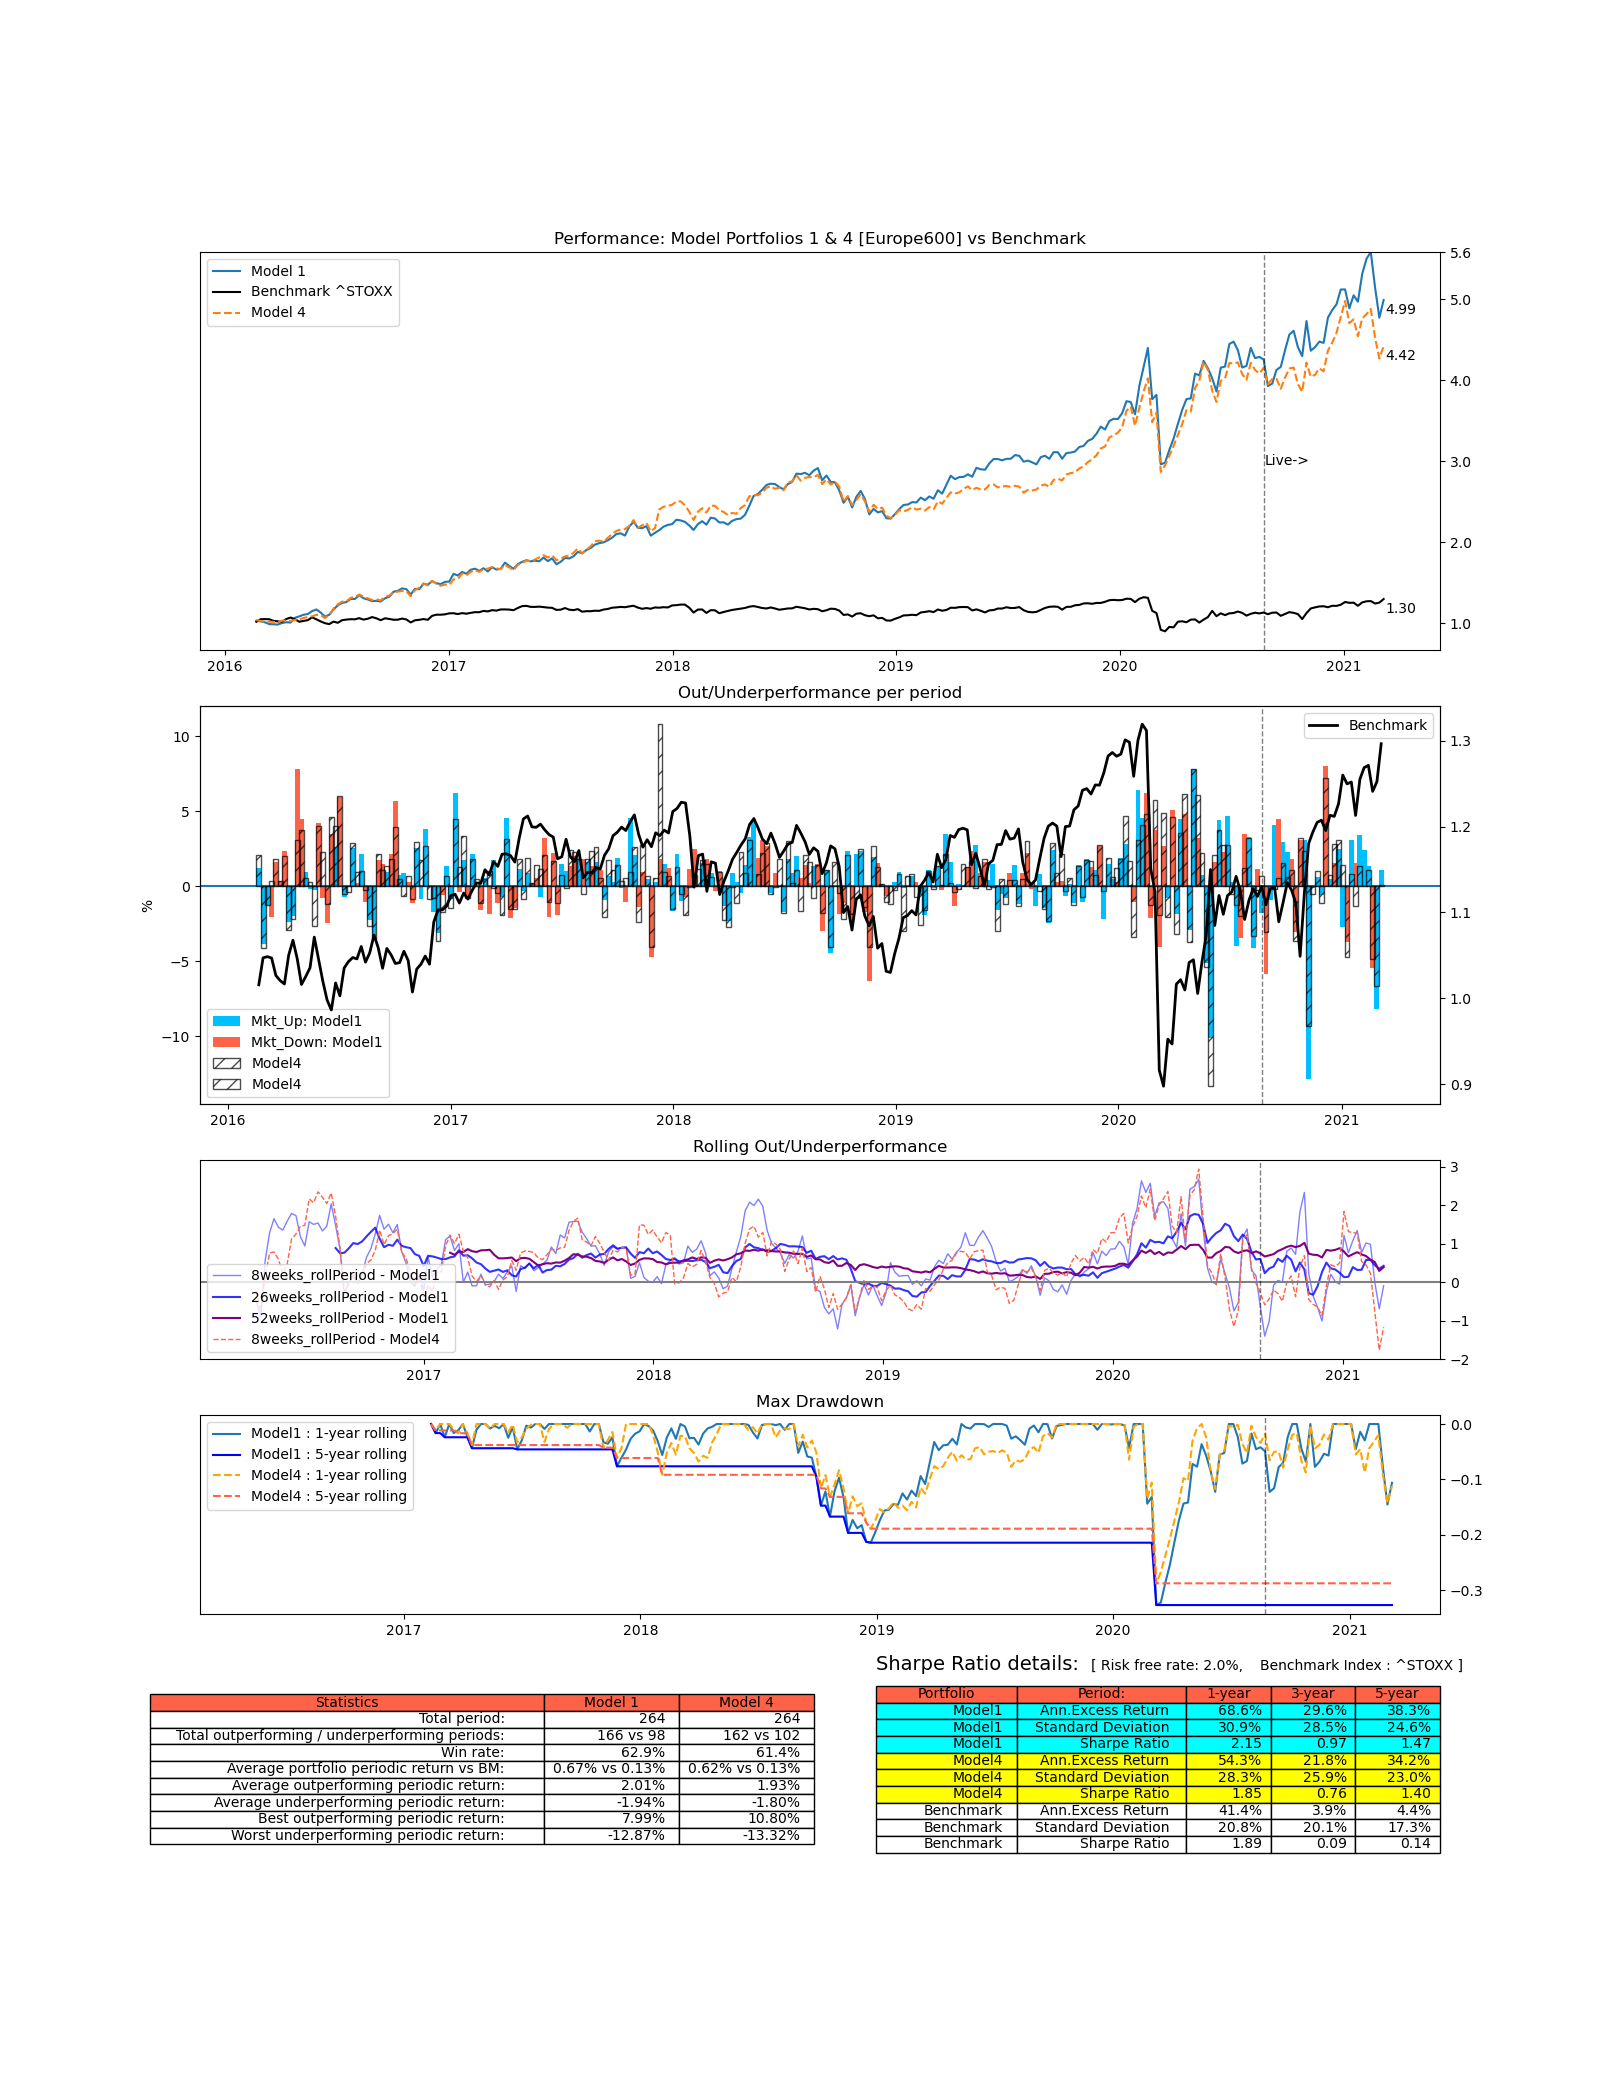 Performance: Model Portfolios 1 & 4 [Europe600] vs Benchmark
Model 1
Benchmark ^STOXX
Model 4
5.6
5.0
4.99
4.42
4.0
3.0
Live->
2.0
1.30
1.0
2016 2017 2018 2019 2020 2021
Out/Underperformance per period
Benchmark
10
5
0
−5
−10
%
1.3
1.2
1.1
1.0
0.9
Mkt_Up: Model1
Mkt_Down: Model1
Model4
Model4
2016 2017 2018 2019 2020 2021
Rolling Out/Underperformance
3
2
1
0
−1
−2
8weeks_rollPeriod - Model1
26weeks_rollPeriod - Model1
52weeks_rollPeriod - Model1
8weeks_rollPeriod - Model4
2017 2018 2019 2020 2021
Max Drawdown
Model1 : 1-year rolling
Model1 : 5-year rolling
Model4 : 1-year rolling
Model4 : 5-year rolling
0.0
−0.1
−0.2
−0.3
2017 2018 2019 2020 2021
Statistics Model 1 Model 4
Total period: 264 264
Total outperforming / underperforming periods: 166 vs 98 162 vs 102
Win rate: 62.9% 61.4%
Average portfolio periodic return vs BM: 0.67% vs 0.13% 0.62% vs 0.13%
Average outperforming periodic return: 2.01% 1.93%
Average underperforming periodic return: -1.94% -1.80%
Best outperforming periodic return: 7.99% 10.80%
Worst underperforming periodic return: -12.87% -13.32%
Sharpe Ratio details: [ Risk free rate: 2.0%, Benchmark Index : ^STOXX ]
Portfolio Period: 1-year 3-year 5-year
Model1 Ann.Excess Return 68.6% 29.6% 38.3%
Model1 Standard Deviation 30.9% 28.5% 24.6%
Model1 Sharpe Ratio 2.15 0.97 1.47
Model4 Ann.Excess Return 54.3% 21.8% 34.2%
Model4 Standard Deviation 28.3% 25.9% 23.0%
Model4 Sharpe Ratio 1.85 0.76 1.40
Benchmark Ann.Excess Return 41.4% 3.9% 4.4%
Benchmark Standard Deviation 20.8% 20.1% 17.3%
Benchmark Sharpe Ratio 1.89 0.09 0.14